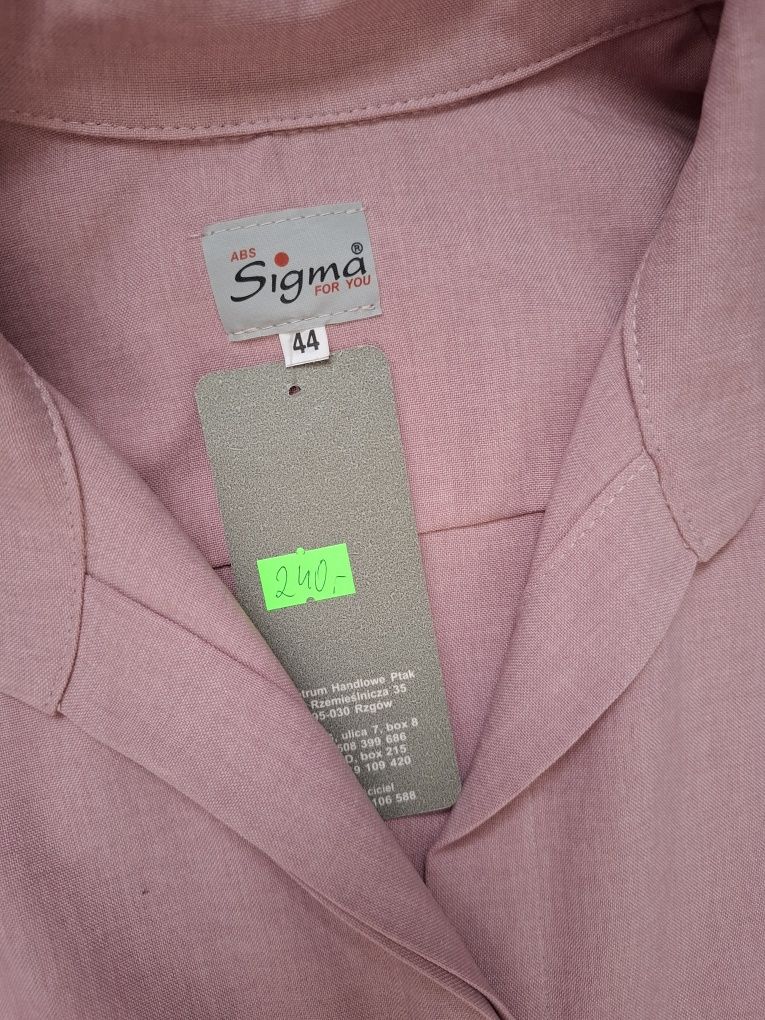 ABS
Sigma®
FOR YOU
44
240,-
trum Handlowe Ptak
Rzemieślnicza 35
95-030 Rzgów
, ulica 7, box 8
508 399 686
D, box 215
9 109 420
ciciel
106 588